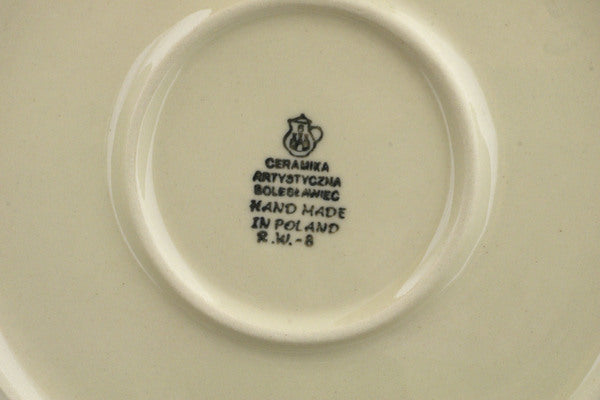 CERAMIKA
ARTYSTYCZNA
BOLESŁAWIEC
HAND MADE
IN POLAND
R.W.-8